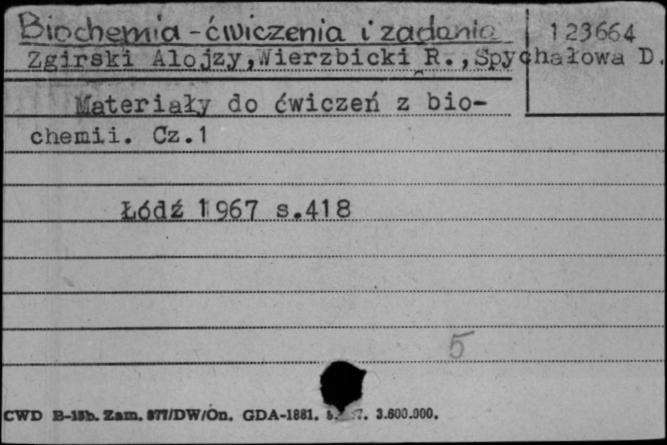 Biochemia - ćwiczenia i zadania
123664
Zgirski Alojzy, Wierzbicki R., Spychałowa D.
Materiały do ćwiczeń z bio-
chemii. Cz.1
Łódź 1967 s.418
5
CWD B-15b. Zam. 877/DW/On. GDA-1881. 3.600.000.